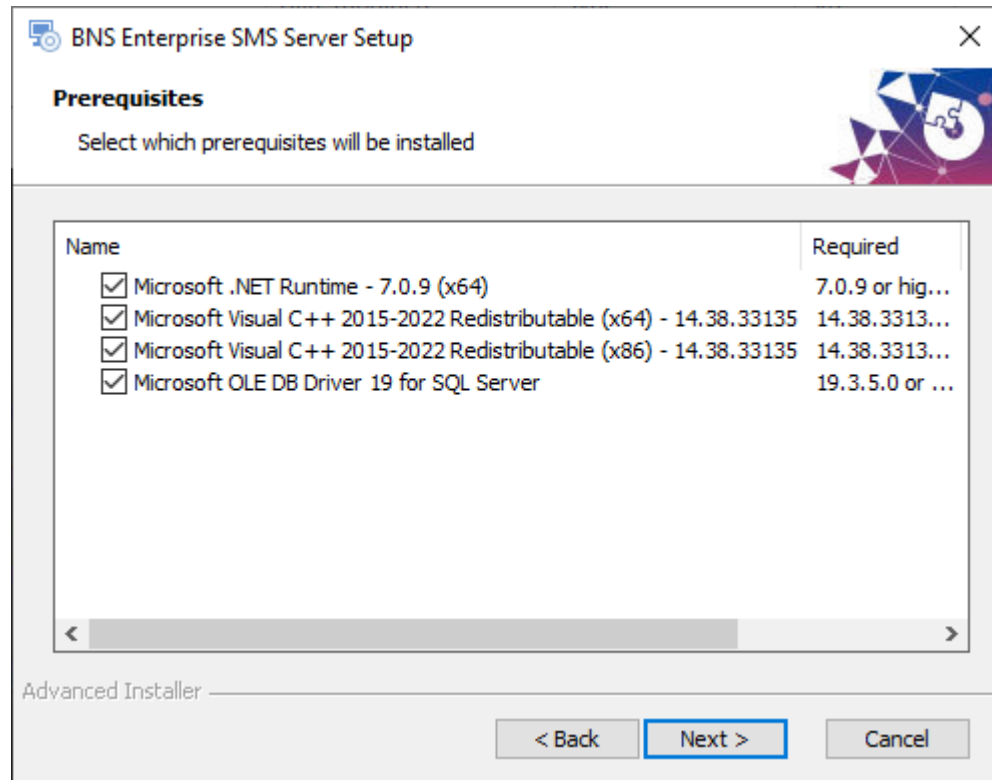 BNS Enterprise SMS Server Setup
Prerequisites
Select which prerequisites will be installed
Name Required
Microsoft .NET Runtime - 7.0.9 (x64) 7.0.9 or hig...
Microsoft Visual C++ 2015-2022 Redistributable (x64) - 14.38.33135 14.38.3313...
Microsoft Visual C++ 2015-2022 Redistributable (x86) - 14.38.33135 14.38.3313...
Microsoft OLE DB Driver 19 for SQL Server 19.3.5.0 or ...
Advanced Installer
< Back Next > Cancel